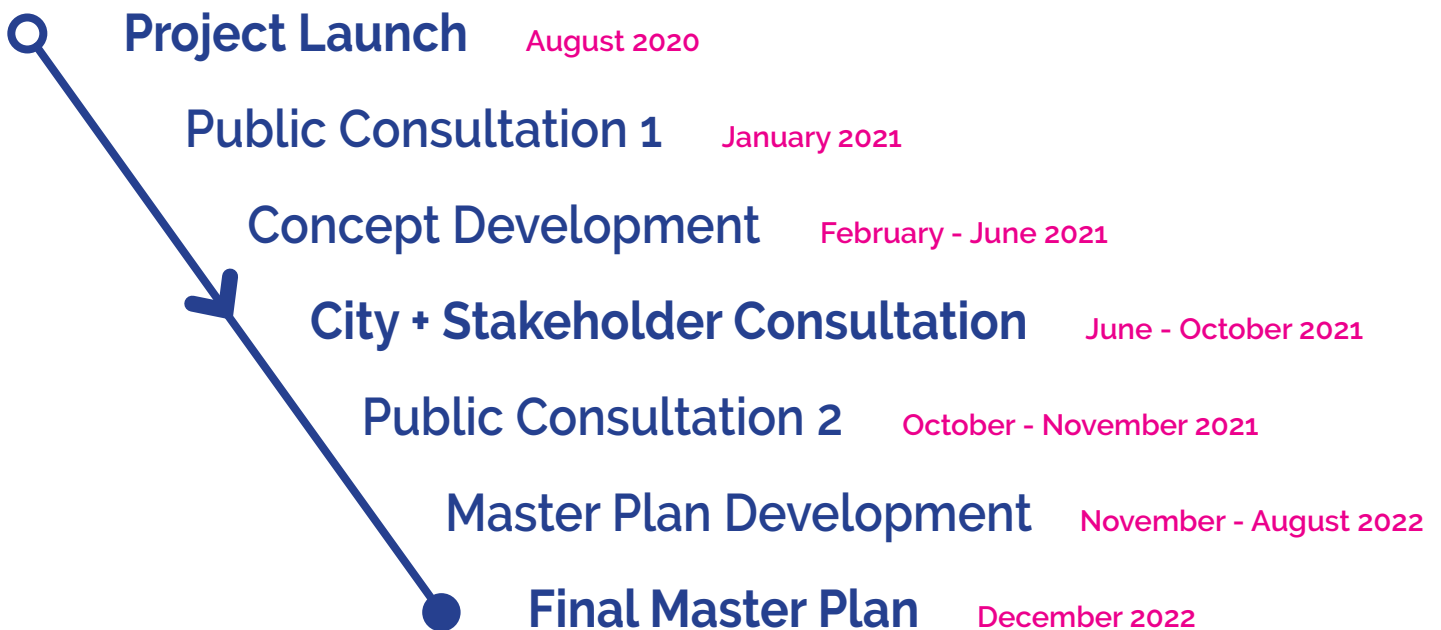 Project Launch August 2020
Public Consultation 1 January 2021
Concept Development February - June 2021
City + Stakeholder Consultation June - October 2021
Public Consultation 2 October - November 2021
Master Plan Development November - August 2022
Final Master Plan December 2022